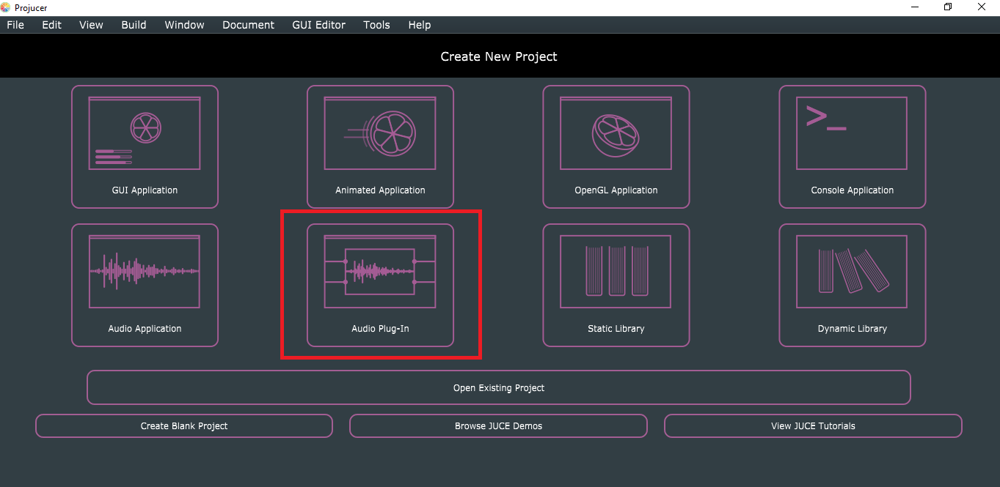 Projucer
File Edit View Build Window Document GUI Editor Tools Help
Create New Project
>_
GUI Application Animated Application OpenGL Application Console Application
Audio Application Audio Plug-In Static Library Dynamic Library
Open Existing Project
Create Blank Project Browse JUCE Demos View JUCE Tutorials